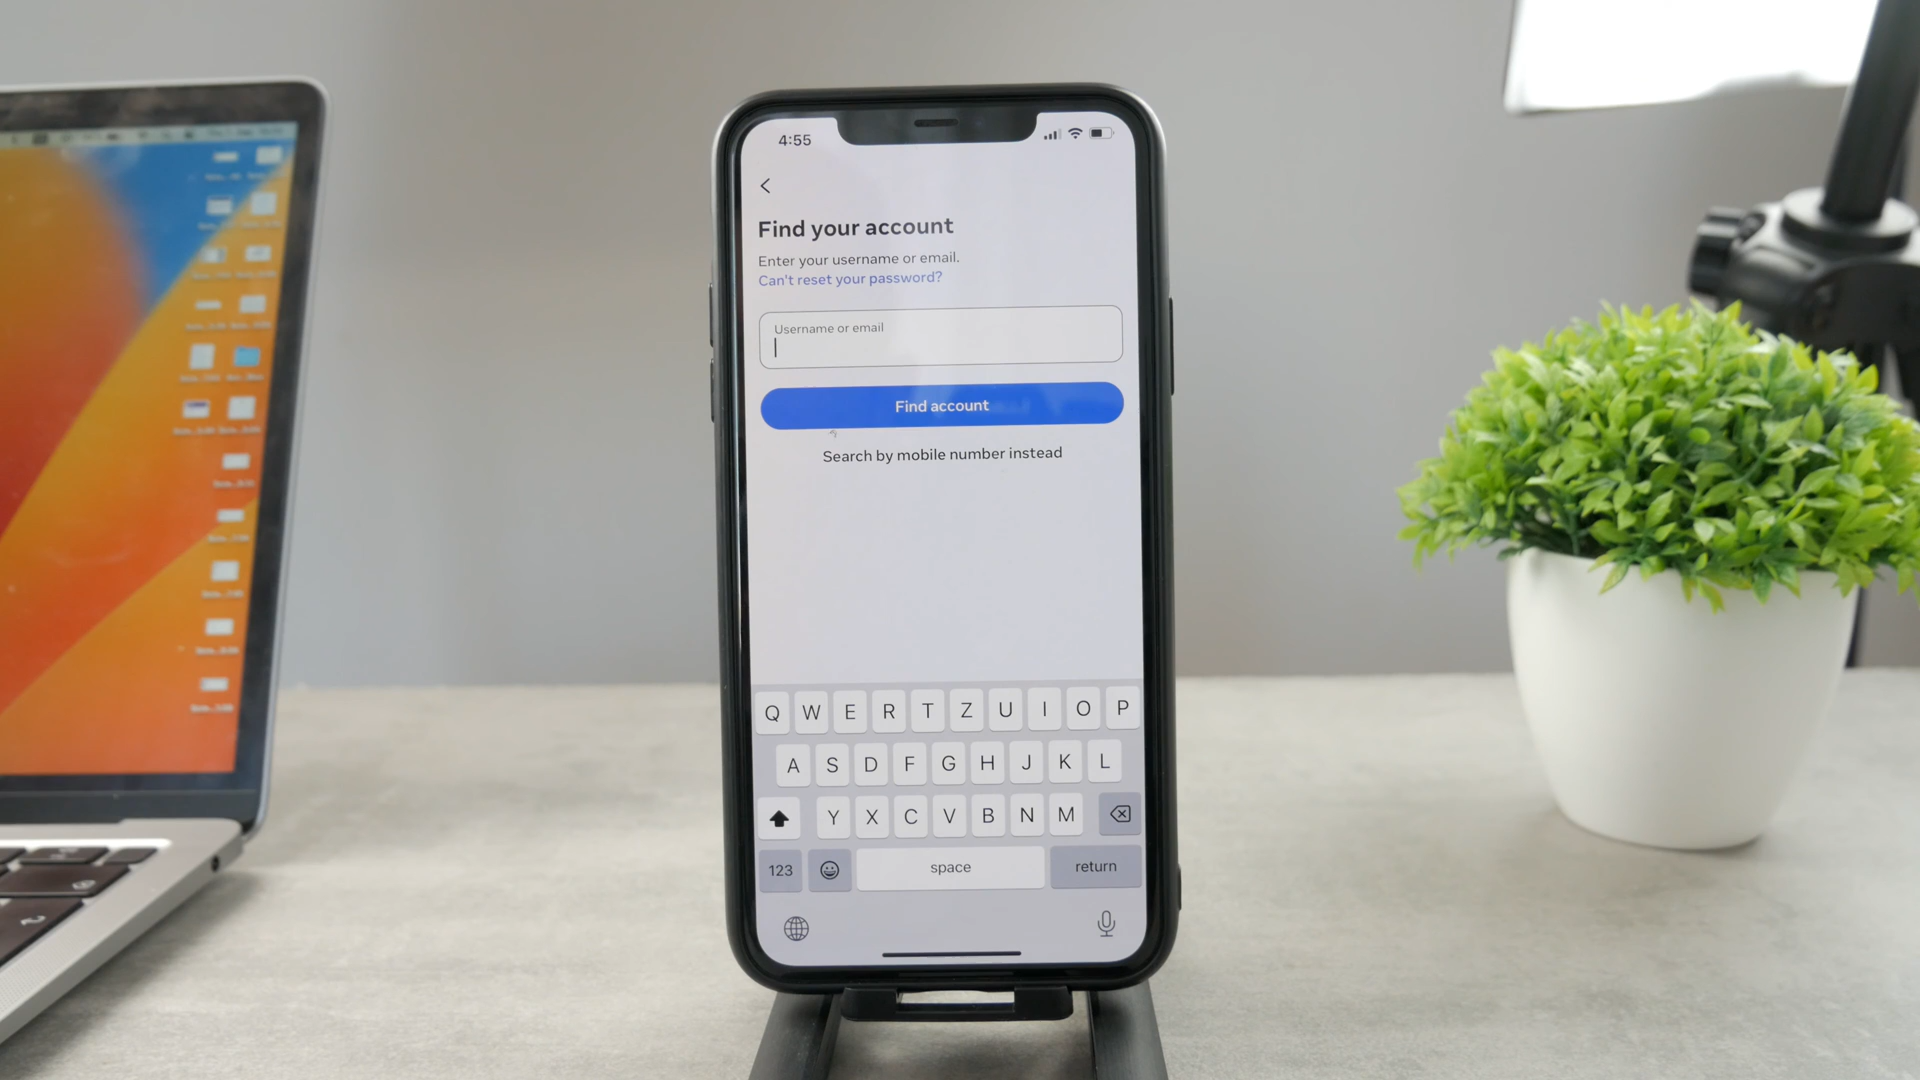 4:55
Find your account
Enter your username or email.
Can't reset your password?
Username or email
Find account
Search by mobile number instead
Q W E R T Z U I O P
A S D F G H J K L
Y X C V B N M
123 space return